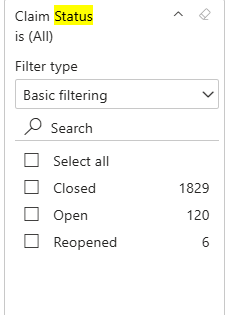 Claim Status
is (All)
Filter type
Basic filtering
Search
Select all
Closed 1829
Open 120
Reopened 6